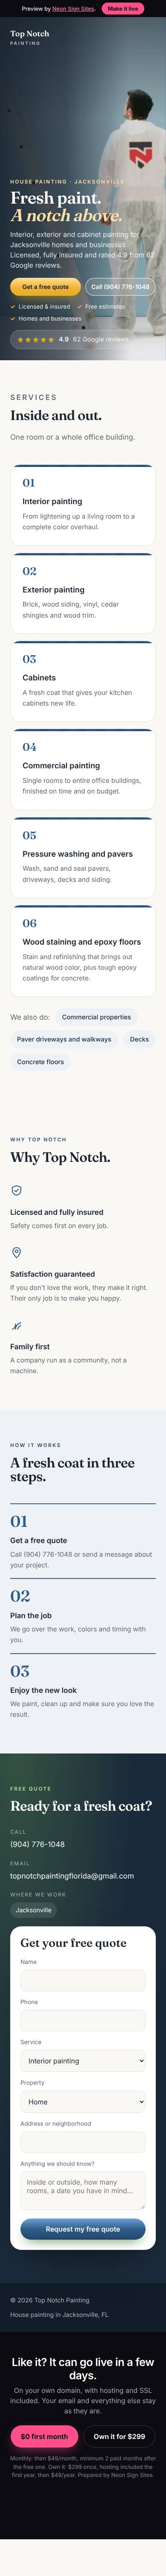 Preview by Neon Sign Sites. Make it live
Top Notch
PAINTING
HOUSE PAINTING · JACKSONVILLE
Fresh paint.
A notch above.
Interior, exterior and cabinet painting for
Jacksonville homes and businesses.
Licensed, fully insured and rated 4.9 from 62
Google reviews.
Get a free quote
Call (904) 776-1048
✓ Licensed & insured ✓ Free estimates
✓ Homes and businesses
★★★★★ 4.9 62 Google reviews
SERVICES
Inside and out.
One room or a whole office building.
01
Interior painting
From lightening up a living room to a
complete color overhaul.
02
Exterior painting
Brick, wood siding, vinyl, cedar
shingles and wood trim.
03
Cabinets
A fresh coat that gives your kitchen
cabinets new life.
04
Commercial painting
Single rooms to entire office buildings,
finished on time and on budget.
05
Pressure washing and pavers
Wash, sand and seal pavers,
driveways, decks and siding.
06
Wood staining and epoxy floors
Stain and refinishing that brings out
natural wood color, plus tough epoxy
coatings for concrete.
We also do: Commercial properties
Paver driveways and walkways Decks
Concrete floors
WHY TOP NOTCH
Why Top Notch.
Licensed and fully insured
Safety comes first on every job.
Satisfaction guaranteed
If you don't love the work, they make it right.
Their only job is to make you happy.
Family first
A company run as a community, not a
machine.
HOW IT WORKS
A fresh coat in three
steps.
01
Get a free quote
Call (904) 776-1048 or send a message about
your project.
02
Plan the job
We go over the work, colors and timing with
you.
03
Enjoy the new look
We paint, clean up and make sure you love the
result.
FREE QUOTE
Ready for a fresh coat?
CALL
(904) 776-1048
EMAIL
topnotchpaintingflorida@gmail.com
WHERE WE WORK
Jacksonville
Get your free quote
Name
Phone
Service
Interior painting
Property
Home
Address or neighborhood
Anything we should know?
Inside or outside, how many
rooms, a date you have in mind...
Request my free quote
© 2026 Top Notch Painting
House painting in Jacksonville, FL
Like it? It can go live in a few
days.
On your own domain, with hosting and SSL
included. Your email and everything else stay
as they are.
$0 first month
Own it for $299
Monthly: then $49/month, minimum 2 paid months after
the free one. Own it: $299 once, hosting included the
first year, then $49/year. Prepared by Neon Sign Sites.